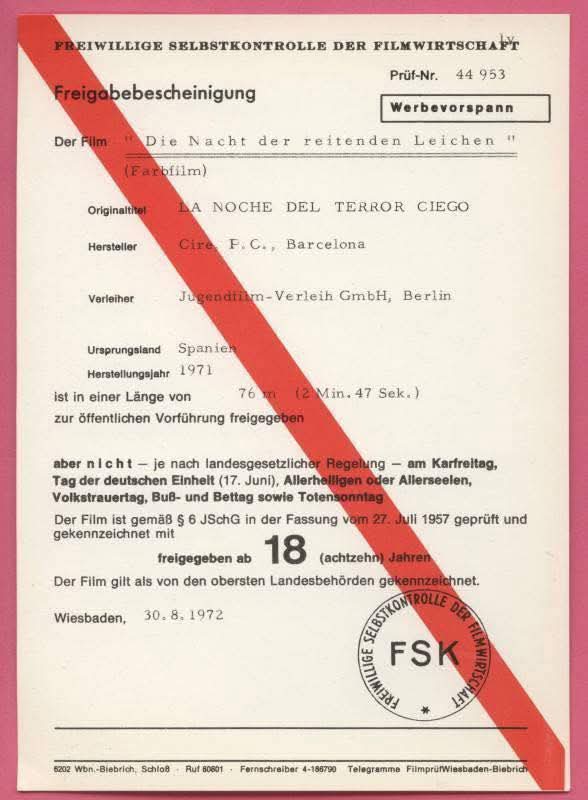 1v
FREIWILLIGE SELBSTKONTROLLE DER FILMWIRTSCHAFT
Prüf-Nr. 44 953
Freigabebescheinigung
Werbevorspann
Der Film " Die Nacht der reitenden Leichen "
(Farbfilm)
Originaltitel LA NOCHE DEL TERROR CIEGO
Hersteller Cire, P.C., Barcelona
Verleiher Jugendfilm-Verleih GmbH, Berlin
Ursprungsland Spanien
Herstellungsjahr 1971
ist in einer Länge von 76 m (2 Min. 47 Sek.)
zur öffentlichen Vorführung freigegeben
aber nicht — je nach landesgesetzlicher Regelung — am Karfreitag,
Tag der deutschen Einheit (17. Juni), Allerheiligen oder Allerseelen,
Volkstrauertag, Buß- und Bettag sowie Totensonntag
Der Film ist gemäß § 6 JSchG in der Fassung vom 27. Juli 1957 geprüft und
gekennzeichnet mit
freigegeben ab 18 (achtzehn) Jahren
Der Film gilt als von den obersten Landesbehörden gekennzeichnet.
Wiesbaden, 30.8.1972
FREIWILLIGE SELBSTKONTROLLE DER FILMWIRTSCHAFT
FSK
6202 Wbn.-Biebrich, Schloß · Ruf 60801 · Fernschreiber 4-186790 Telegramme FilmprüfWiesbaden-Biebrich